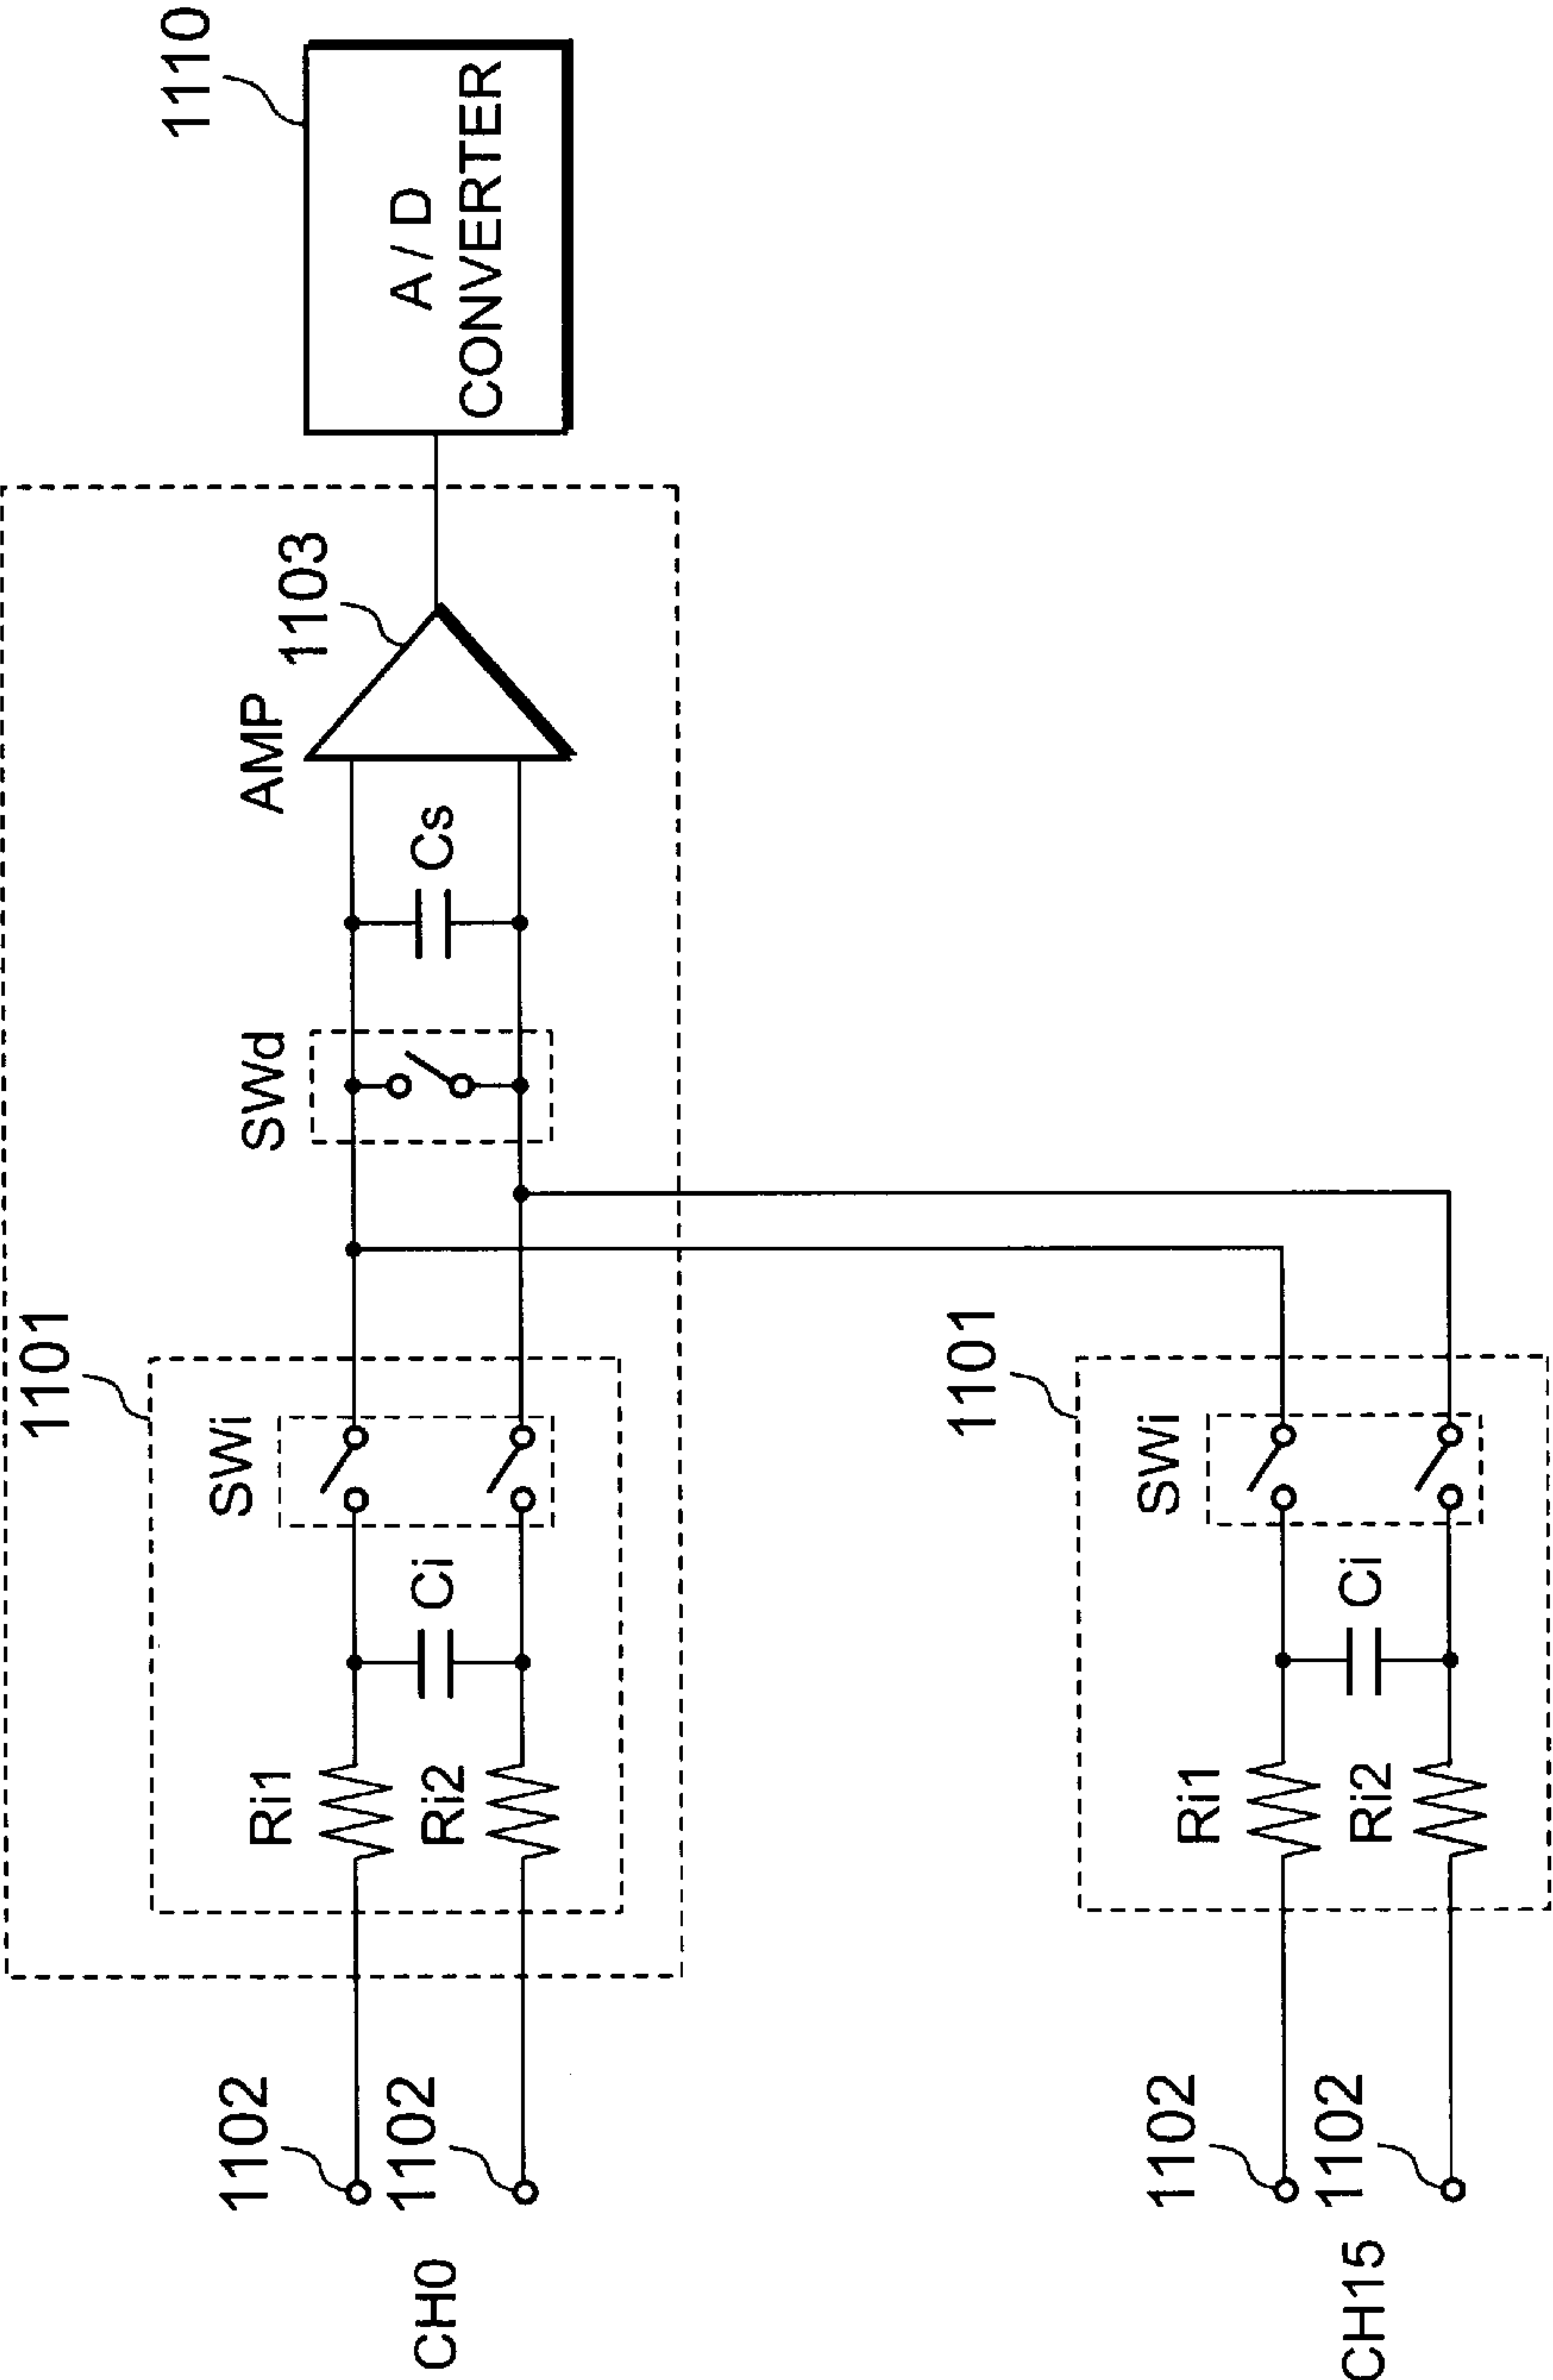 1101
1103
1110
SWi
SWd
AMP
A / D
CONVERTER
1102
Ri1
Ci
Cs
1102
Ri2
CH0
1101
SWi
1102
Ri1
Ci
1102
Ri2
CH15